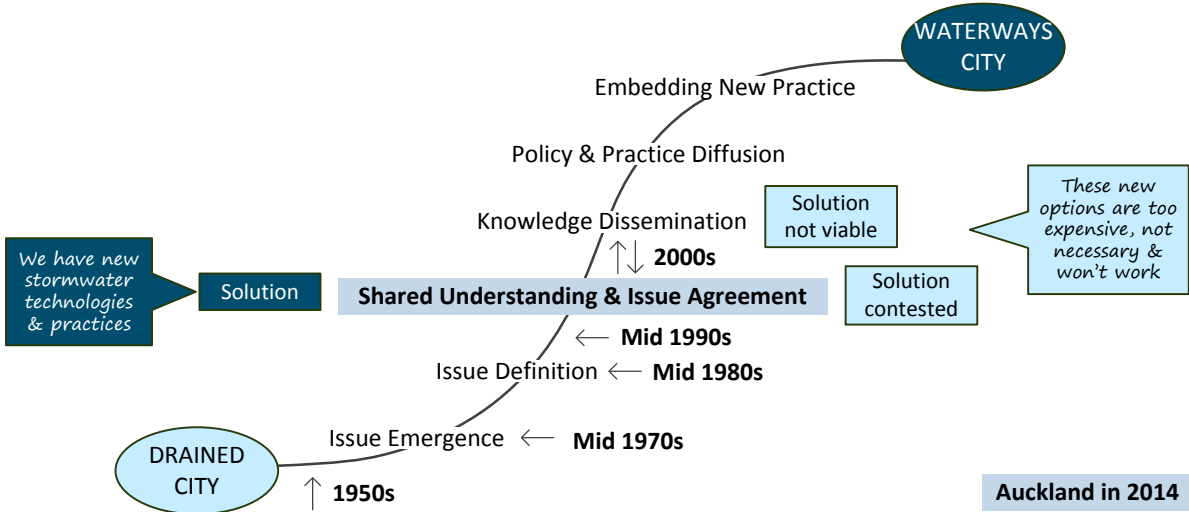 WATERWAYS
CITY
Embedding New Practice
Policy & Practice Diffusion
Knowledge Dissemination
Solution
not viable
These new
options are too
expensive, not
necessary &
won't work
2000s
We have new
stormwater
technologies
& practices
Solution
Shared Understanding & Issue Agreement
Solution
contested
Mid 1990s
Issue Definition
Mid 1980s
Issue Emergence
Mid 1970s
DRAINED
CITY
1950s
Auckland in 2014